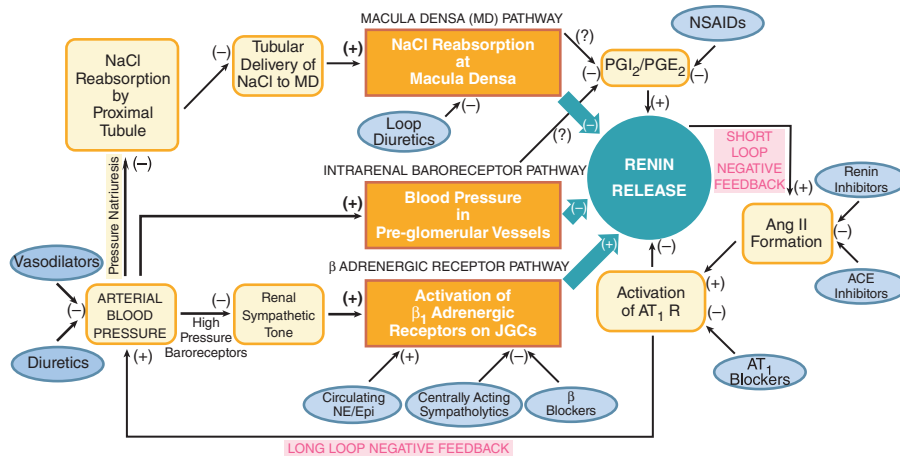 MACULA DENSA (MD) PATHWAY
NSAIDs
NaCl
Reabsorption
by
Proximal
Tubule
(–)
Tubular
Delivery of
NaCl to MD
(+)
NaCl Reabsorption
at
Macula Densa
(?)
(–)
PGI2/PGE2
(–)
(+)
Loop
Diuretics
(–)
(?)
(–)
RENIN
RELEASE
SHORT
LOOP
NEGATIVE
FEEDBACK
(+)
Renin
Inhibitors
(–)
Ang II
Formation
(–)
ACE
Inhibitors
INTRARENAL BARORECEPTOR PATHWAY
(–)
Pressure Natriuresis
(+)
Blood Pressure
in
Pre-glomerular Vessels
(–)
Vasodilators
(–)
Diuretics
ARTERIAL
BLOOD
PRESSURE
(+)
(–)
High
Pressure
Baroreceptors
Renal
Sympathetic
Tone
(+)
β ADRENERGIC RECEPTOR PATHWAY
Activation of
β1 Adrenergic
Receptors on JGCs
(+)
(–)
(+)
Activation
of AT1 R
(–)
AT1
Blockers
(+)
Circulating
NE/Epi
(–)
Centrally Acting
Sympatholytics
β
Blockers
LONG LOOP NEGATIVE FEEDBACK